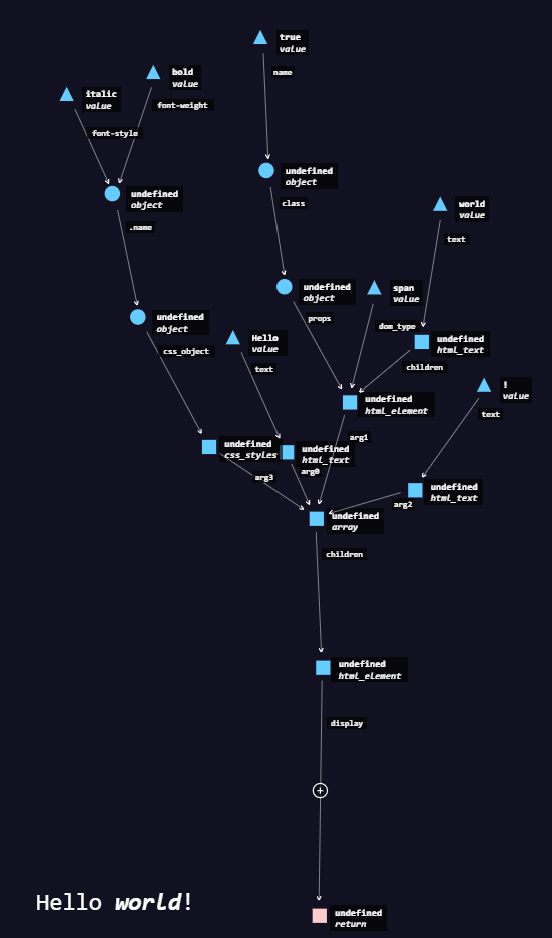 true
value
name
bold
value
italic
value
font-weight
font-style
undefined
object
undefined
object
class
world
value
.name
text
undefined
object
span
value
undefined
object
props
dom_type
Hello
value
undefined
html_text
css_object
text
children
!
value
undefined
html_element
text
arg1
undefined
css_styles
undefined
html_text
arg0
arg3
undefined
html_text
arg2
undefined
array
children
undefined
html_element
display
Hello world!
undefined
return